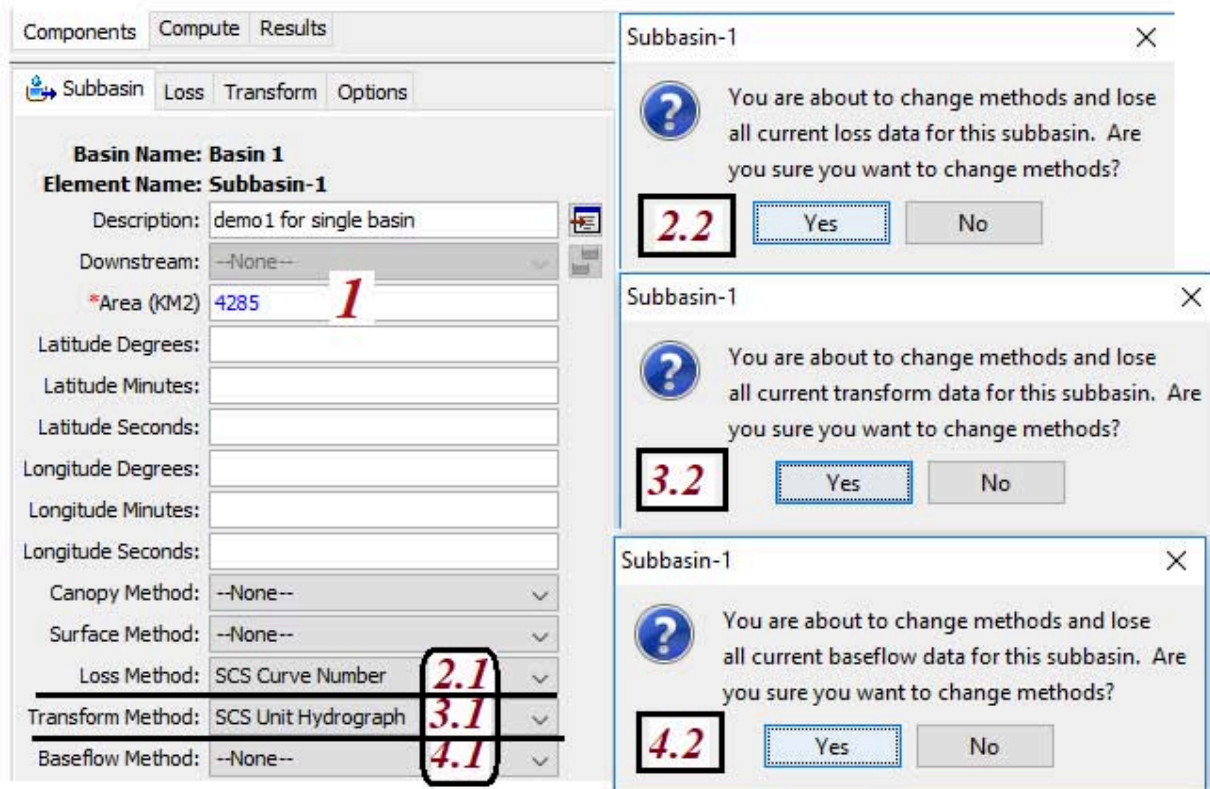 Components Compute Results
Subbasin Loss Transform Options
Basin Name: Basin 1
Element Name: Subbasin-1
Description: demo1 for single basin
Downstream: --None--
*Area (KM2) 4285 1
Latitude Degrees:
Latitude Minutes:
Latitude Seconds:
Longitude Degrees:
Longitude Minutes:
Longitude Seconds:
Canopy Method: --None--
Surface Method: --None--
Loss Method: SCS Curve Number 2.1
Transform Method: SCS Unit Hydrograph 3.1
Baseflow Method: --None-- 4.1
Subbasin-1
You are about to change methods and lose
all current loss data for this subbasin. Are
you sure you want to change methods?
2.2 Yes No
Subbasin-1
You are about to change methods and lose
all current transform data for this subbasin. Are
you sure you want to change methods?
3.2 Yes No
Subbasin-1
You are about to change methods and lose
all current baseflow data for this subbasin. Are
you sure you want to change methods?
4.2 Yes No